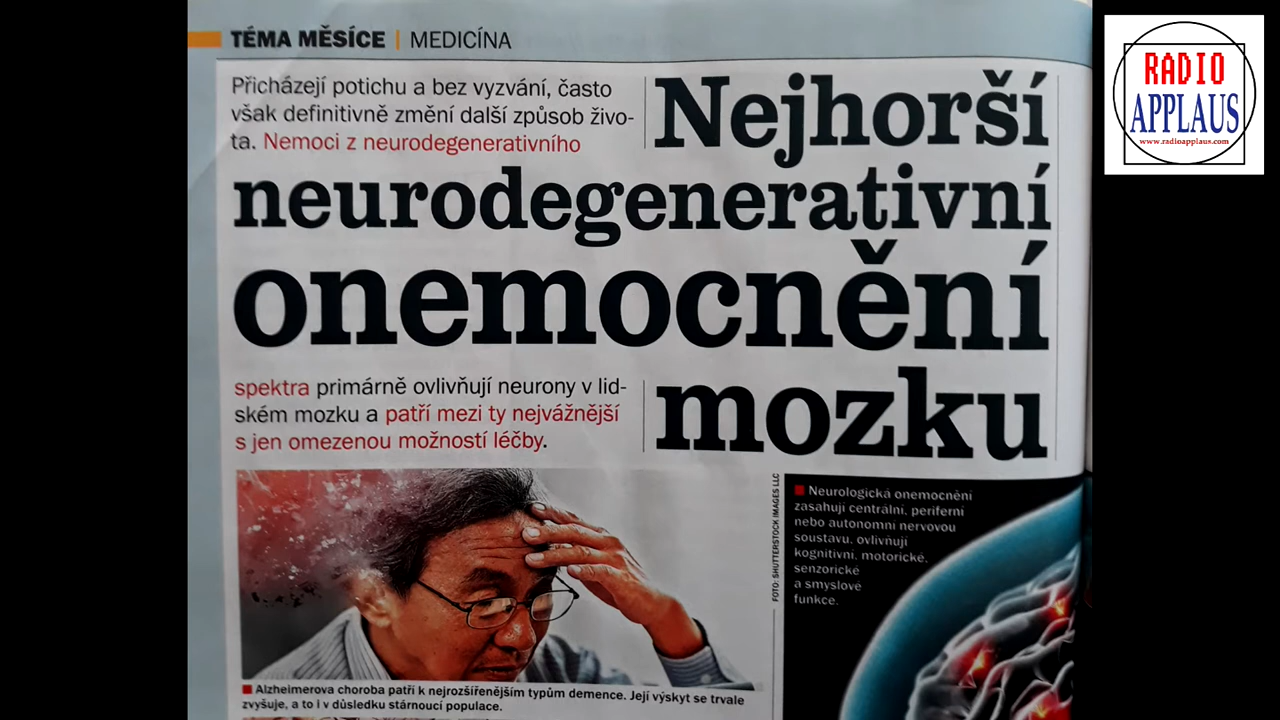 TÉMA MĚSÍCE | MEDICÍNA
Přicházejí potichu a bez vyzvání, často
však definitivně změní další způsob živo-
ta. Nemoci z neurodegenerativního
Nejhorší
neurodegenerativní
onemocnění
mozku
spektra primárně ovlivňují neurony v lid-
ském mozku a patří mezi ty nejvážnější
s jen omezenou možností léčby.
FOTO: SHUTTERSTOCK IMAGES LLC
Neurologická onemocnění
zasahují centrální, periferní
nebo autonomní nervovou
soustavu, ovlivňují
kognitivní, motorické,
senzorické
a smyslové
funkce.
Alzheimerova choroba patří k nejrozšířenějším typům demence. Její výskyt se trvale
zvyšuje, a to i v důsledku stárnoucí populace.
RADIO
APPLAUS
www.radioapplaus.com